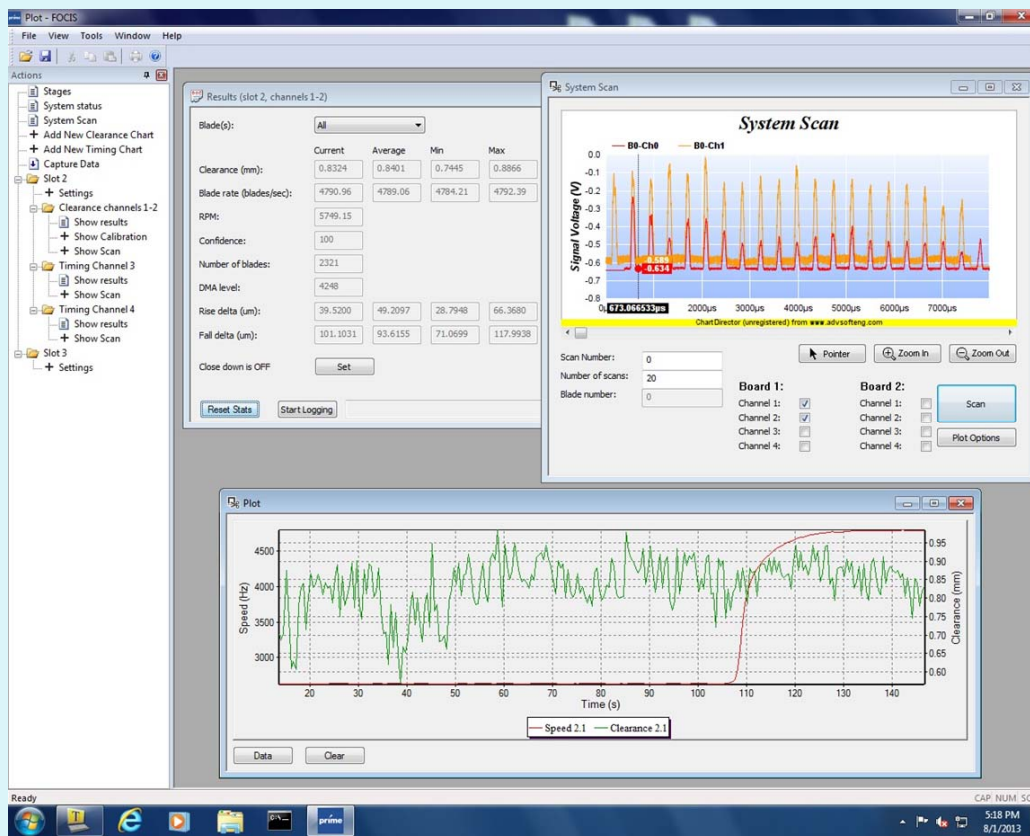 Plot - FOCIS
File View Tools Window Help
Actions
Stages
System status
System Scan
Add New Clearance Chart
Add New Timing Chart
Capture Data
Slot 2
Settings
Clearance channels 1-2
Show results
Show Calibration
Show Scan
Timing Channel 3
Show results
Show Scan
Timing Channel 4
Show results
Show Scan
Slot 3
Settings
Results (slot 2, channels 1-2)
Blade(s): All
Current Average Min Max
Clearance (mm): 0.8324 0.8401 0.7445 0.8866
Blade rate (blades/sec): 4790.96 4789.06 4784.21 4792.39
RPM: 5749.15
Confidence: 100
Number of blades: 2321
DMA level: 4248
Rise delta (um): 39.5200 49.2097 28.7948 66.3680
Fall delta (um): 101.1031 93.6155 71.0699 117.9938
Close down is OFF Set
Reset Stats Start Logging
System Scan
System Scan
B0-Ch0 B0-Ch1
Signal Voltage (V)
0.0
-0.1
-0.2
-0.3
-0.4
-0.5
-0.6
-0.7
-0.8
-0.589
-0.634
673.066533µs 2000µs 3000µs 4000µs 5000µs 6000µs 7000µs
ChartDirector (unregistered) from www.advsofteng.com
Pointer Zoom In Zoom Out
Scan Number: 0
Number of scans: 20
Blade number: 0
Board 1: Board 2:
Channel 1: Channel 1:
Channel 2: Channel 2:
Channel 3: Channel 3:
Channel 4: Channel 4:
Scan
Plot Options
Plot
Speed (Hz)
4500
4000
3500
3000
Clearance (mm)
0.95
0.90
0.85
0.80
0.75
0.70
0.65
0.60
20 30 40 50 60 70 80 90 100 110 120 130 140
Time (s)
Speed 2.1 Clearance 2.1
Data Clear
Ready
CAP NUM
prime
5:18 PM
8/1/2013